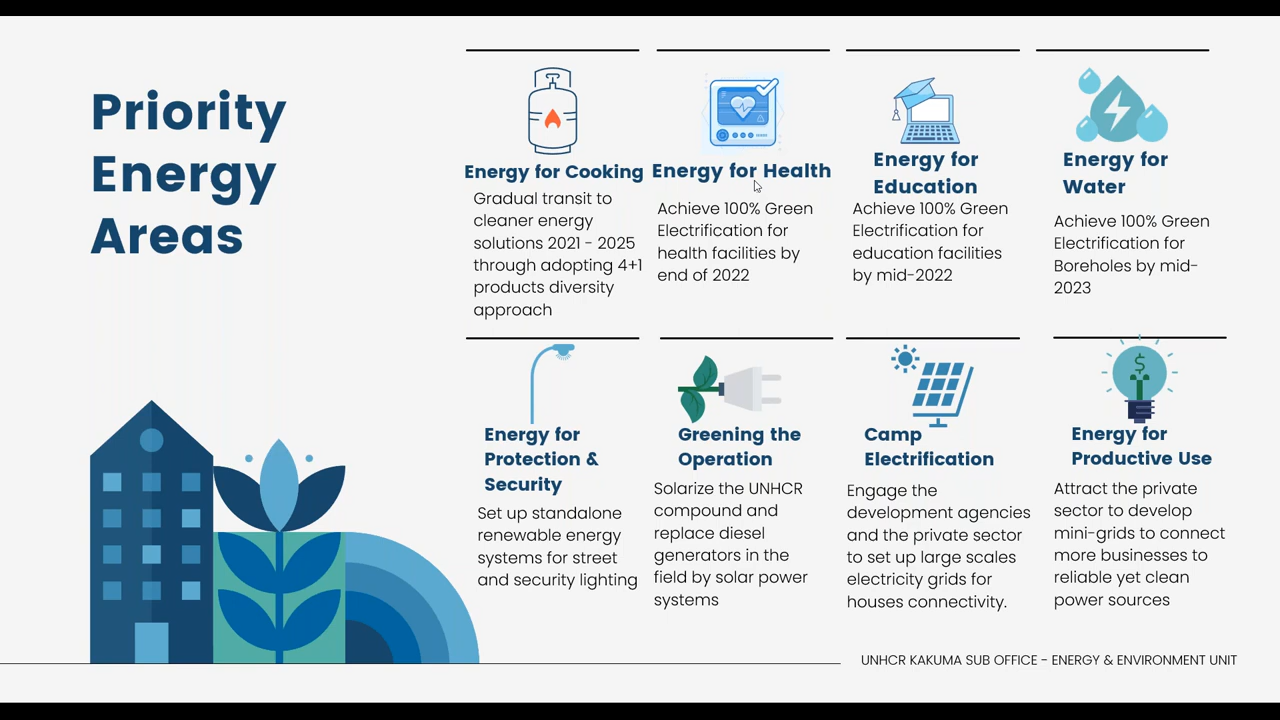 Priority
Energy
Areas
Energy for Cooking
Gradual transit to
cleaner energy
solutions 2021 - 2025
through adopting 4+1
products diversity
approach
Energy for Health
Achieve 100% Green
Electrification for
health facilities by
end of 2022
Energy for
Education
Achieve 100% Green
Electrification for
education facilities
by mid-2022
Energy for
Water
Achieve 100% Green
Electrification for
Boreholes by mid-
2023
Energy for
Protection &
Security
Set up standalone
renewable energy
systems for street
and security lighting
Greening the
Operation
Solarize the UNHCR
compound and
replace diesel
generators in the
field by solar power
systems
Camp
Electrification
Engage the
development agencies
and the private sector
to set up large scales
electricity grids for
houses connectivity.
$
Energy for
Productive Use
Attract the private
sector to develop
mini-grids to connect
more businesses to
reliable yet clean
power sources
UNHCR KAKUMA SUB OFFICE - ENERGY & ENVIRONMENT UNIT